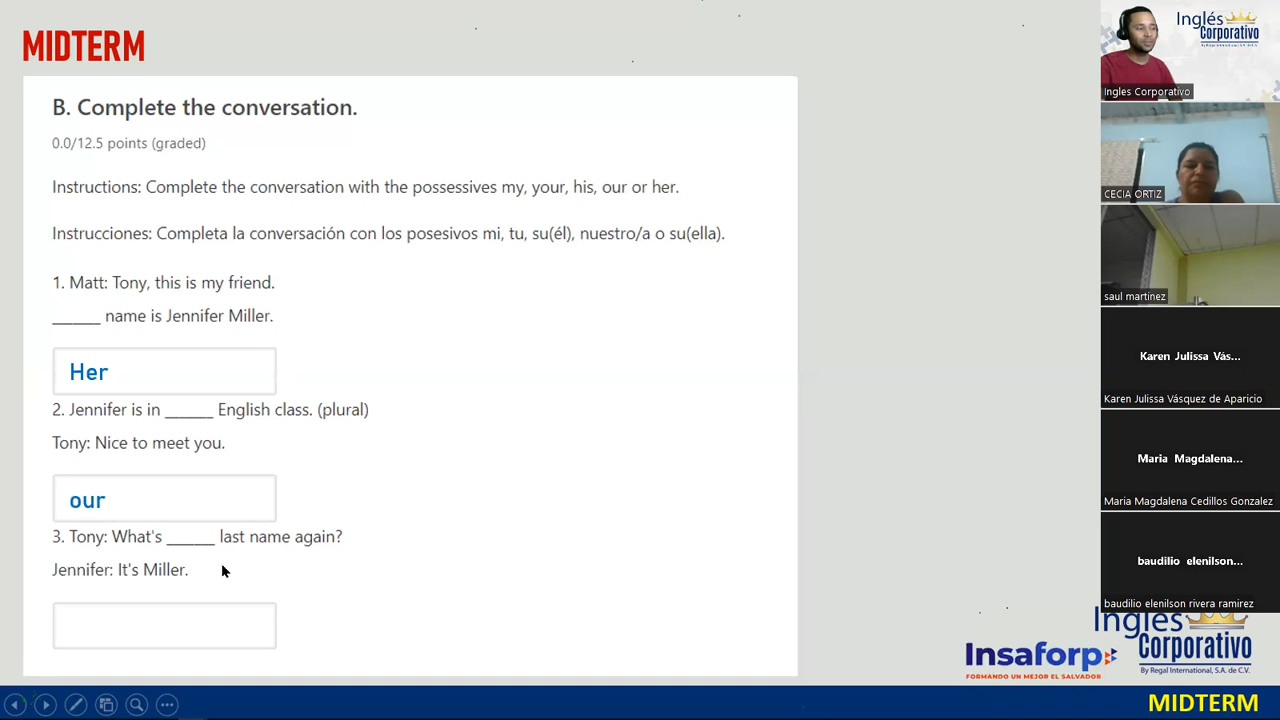 MIDTERM
B. Complete the conversation.
0.0/12.5 points (graded)
Instructions: Complete the conversation with the possessives my, your, his, our or her.
Instrucciones: Completa la conversación con los posesivos mi, tu, su(él), nuestro/a o su(ella).
1. Matt: Tony, this is my friend.
______ name is Jennifer Miller.
Her
2. Jennifer is in ______ English class. (plural)
Tony: Nice to meet you.
our
3. Tony: What's ______ last name again?
Jennifer: It's Miller.
Inglés
Corporativo
By Regal International, S.A. de C.V.
Ingles Corporativo
CECIA ORTIZ
saul martinez
Karen Julissa Vás...
Karen Julissa Vásquez de Aparicio
Maria Magdalena...
Maria Magdalena Cedillos Gonzalez
baudilio elenilson...
baudilio elenilson rivera ramirez
Insaforp
FORMANDO UN MEJOR EL SALVADOR
Inglés
Corporativo
By Regal International, S.A. de C.V.
MIDTERM